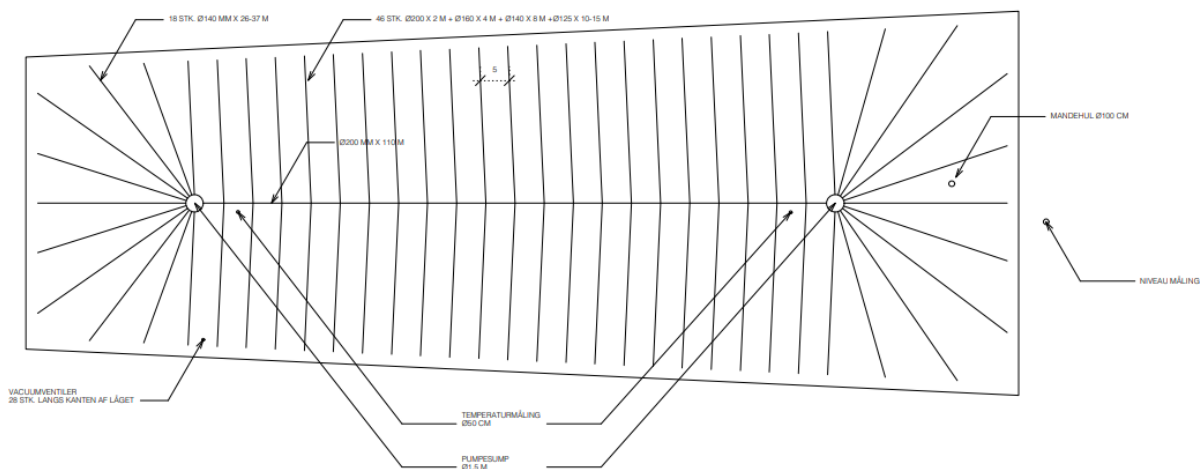 18 STK. Ø140 MM X 26-37 M
46 STK. Ø200 X 2 M + Ø160 X 4 M + Ø140 X 8 M +Ø125 X 10-15 M
5
MANDEHUL Ø100 CM
Ø200 MM X 110 M
NIVEAU MÅLING
VACUUMVENTILER
28 STK. LANGS KANTEN AF LÅGET
TEMPERATURMÅLING
Ø50 CM
PUMPESUMP
Ø1,5 M